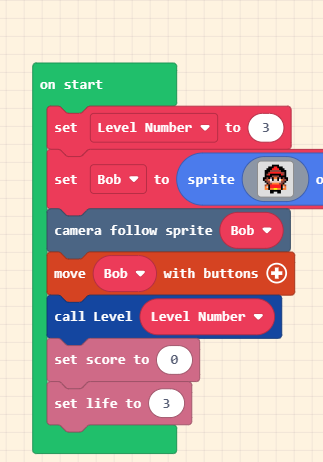 on start
set Level Number to 3
set Bob to sprite o
camera follow sprite Bob
move Bob with buttons
call Level Level Number
set score to 0
set life to 3